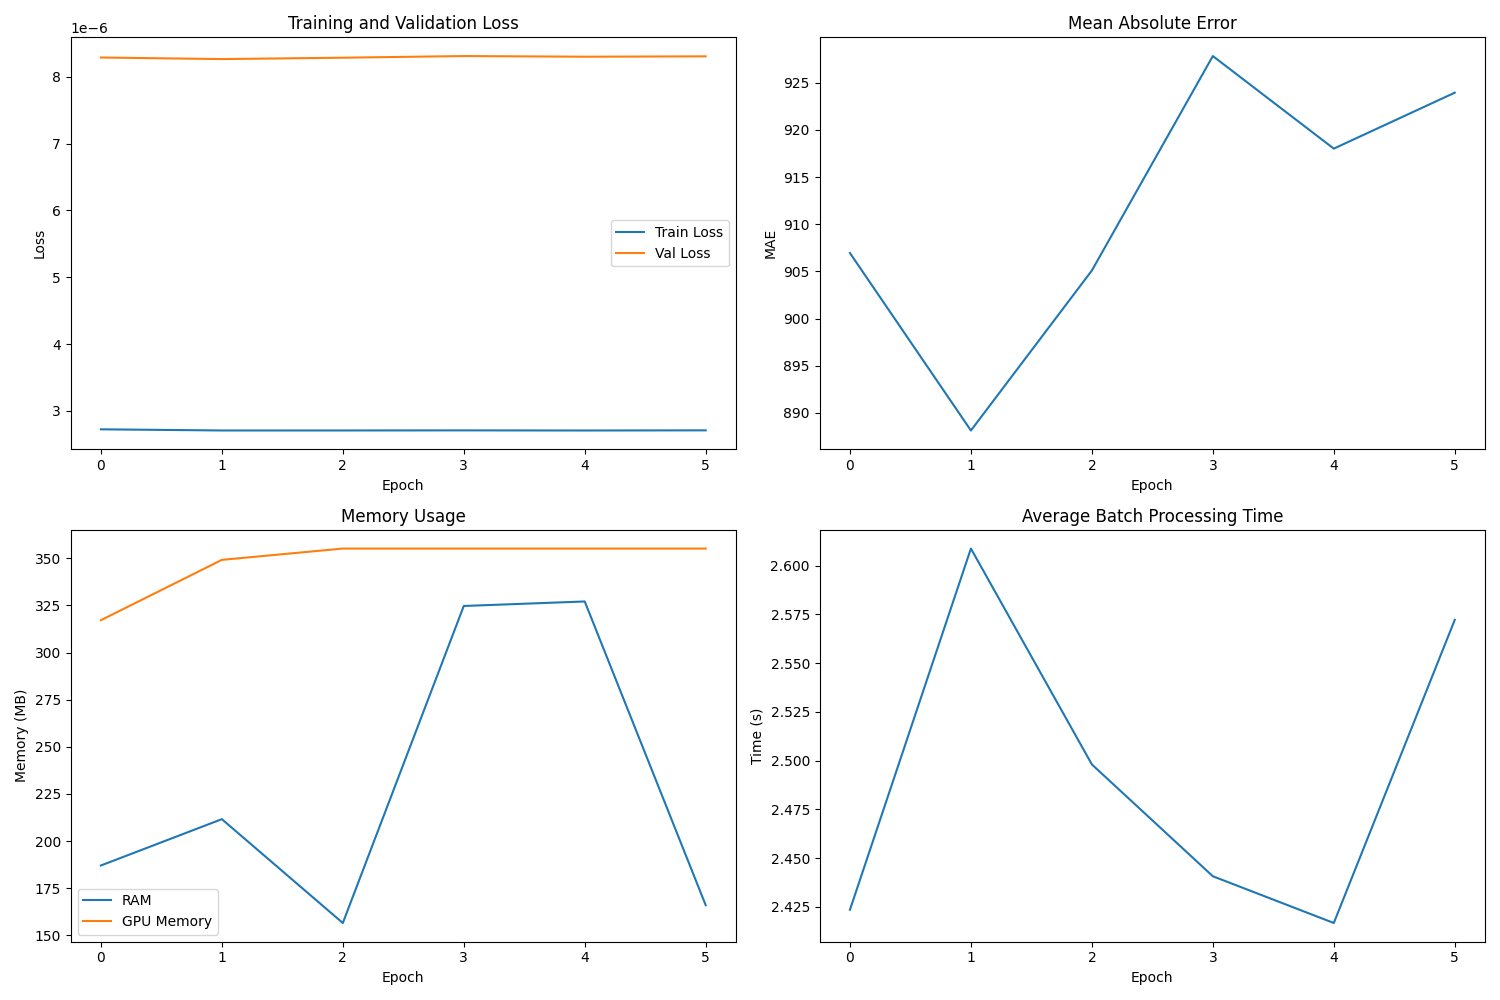 Training and Validation Loss
1e−6
8
7
6
5
4
3
Loss
Train Loss
Val Loss
0 1 2 3 4 5
Epoch
Mean Absolute Error
925
920
915
910
905
900
895
890
MAE
0 1 2 3 4 5
Epoch
Memory Usage
350
325
300
275
250
225
200
175
150
Memory (MB)
RAM
GPU Memory
0 1 2 3 4 5
Epoch
Average Batch Processing Time
2.600
2.575
2.550
2.525
2.500
2.475
2.450
2.425
Time (s)
0 1 2 3 4 5
Epoch